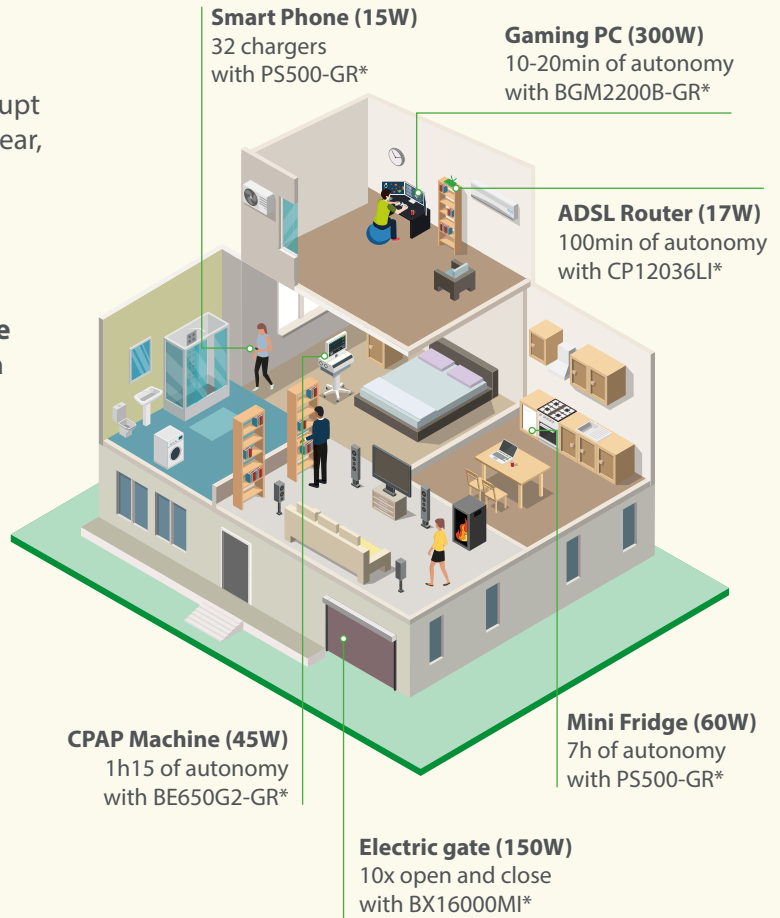 Smart Phone (15W)
32 chargers
with PS500-GR*
Gaming PC (300W)
10-20min of autonomy
with BGM2200B-GR*
ADSL Router (17W)
100min of autonomy
with CP12036LI*
CPAP Machine (45W)
1h15 of autonomy
with BE650G2-GR*
Mini Fridge (60W)
7h of autonomy
with PS500-GR*
Electric gate (150W)
10x open and close
with BX16000MI*